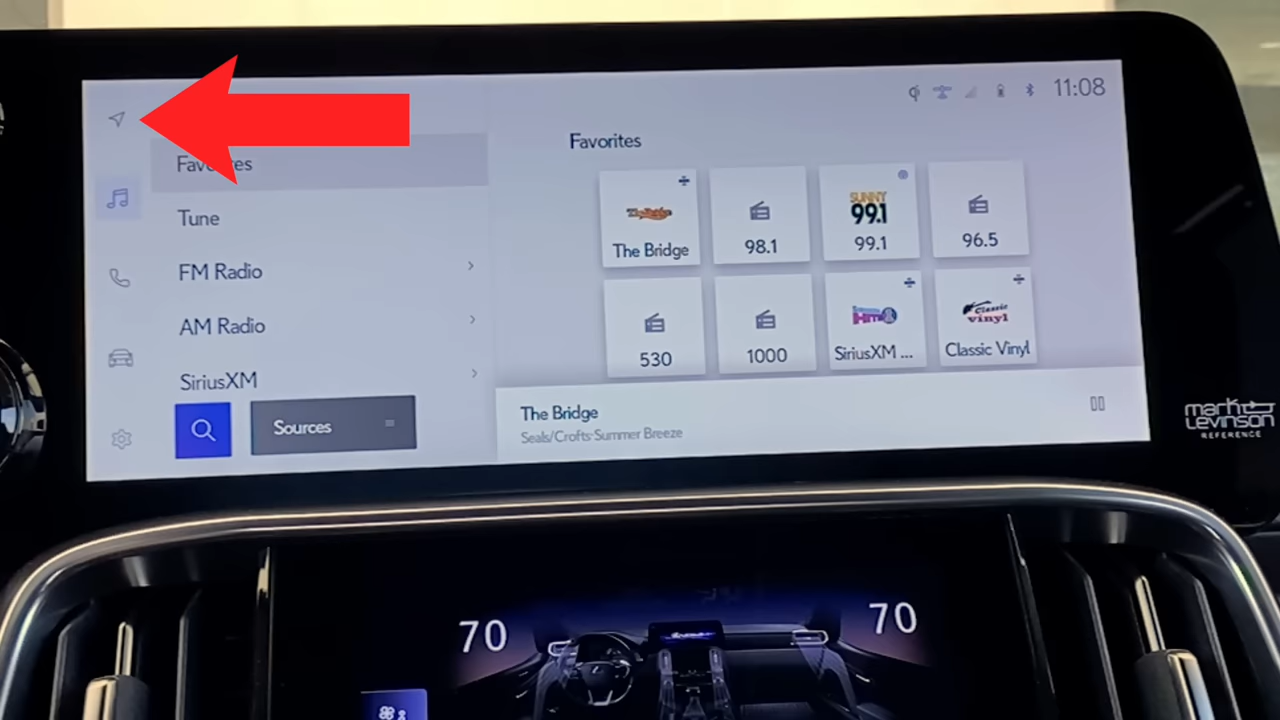 11:08
Favorites
Tune
FM Radio
AM Radio
SiriusXM
Sources
Favorites
The Bridge
98.1
SUNNY
99.1
99.1
96.5
530
1000
SiriusXM ...
Classic
vinyl
Classic Vinyl
The Bridge
Seals/Crofts-Summer Breeze
mark
Levinson
REFERENCE
70
70